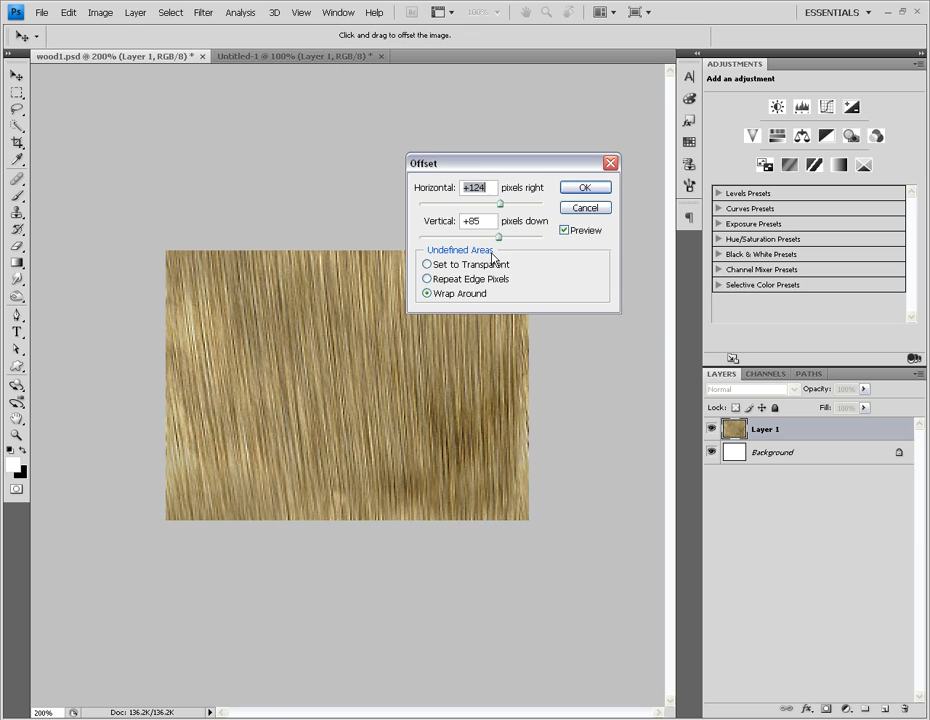 Ps File Edit Image Layer Select Filter Analysis 3D View Window Help Br 100% ESSENTIALS
Click and drag to offset the image.
wood1.psd @ 200% (Layer 1, RGB/8) * Untitled-1 @ 100% (Layer 1, RGB/8) *
ADJUSTMENTS
Add an adjustment
Offset
Horizontal: +124 pixels right OK
Cancel
Vertical: +85 pixels down
Preview
Undefined Areas
Set to Transparent
Repeat Edge Pixels
Wrap Around
Levels Presets
Curves Presets
Exposure Presets
Hue/Saturation Presets
Black & White Presets
Channel Mixer Presets
Selective Color Presets
LAYERS CHANNELS PATHS
Normal Opacity: 100%
Lock: Fill: 100%
Layer 1
Background
200% Doc: 136.2K/136.2K